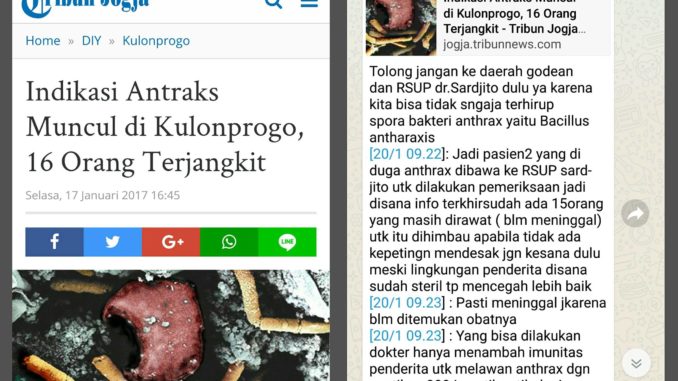 Tribun Jogja
Home » DIY » Kulonprogo
Indikasi Antraks
Muncul di Kulonprogo,
16 Orang Terjangkit
Selasa, 17 Januari 2017 16:45
Indikasi Antraks Muncul
di Kulonprogo, 16 Orang
Terjangkit - Tribun Jogja...
jogja.tribunnews.com
Tolong jangan ke daerah godean
dan RSUP dr.Sardjito dulu ya karena
kita bisa tidak sngaja terhirup
spora bakteri anthrax yaitu Bacillus
antharaxis
[20/1 09.22]: Jadi pasien2 yang di
duga anthrax dibawa ke RSUP sard-
jito utk dilakukan pemeriksaan jadi
disana info terkhirsudah ada 15orang
yang masih dirawat ( blm meninggal)
utk itu dihimbau apabila tidak ada
kepetingn mendesak jgn kesana dulu
meski lingkungan penderita disana
sudah steril tp mencegah lebih baik
[20/1 09.23] : Pasti meninggal jkarena
blm ditemukan obatnya
[20/1 09.23] : Yang bisa dilakukan
dokter hanya menambah imunitas
penderita utk melawan anthrax dgn